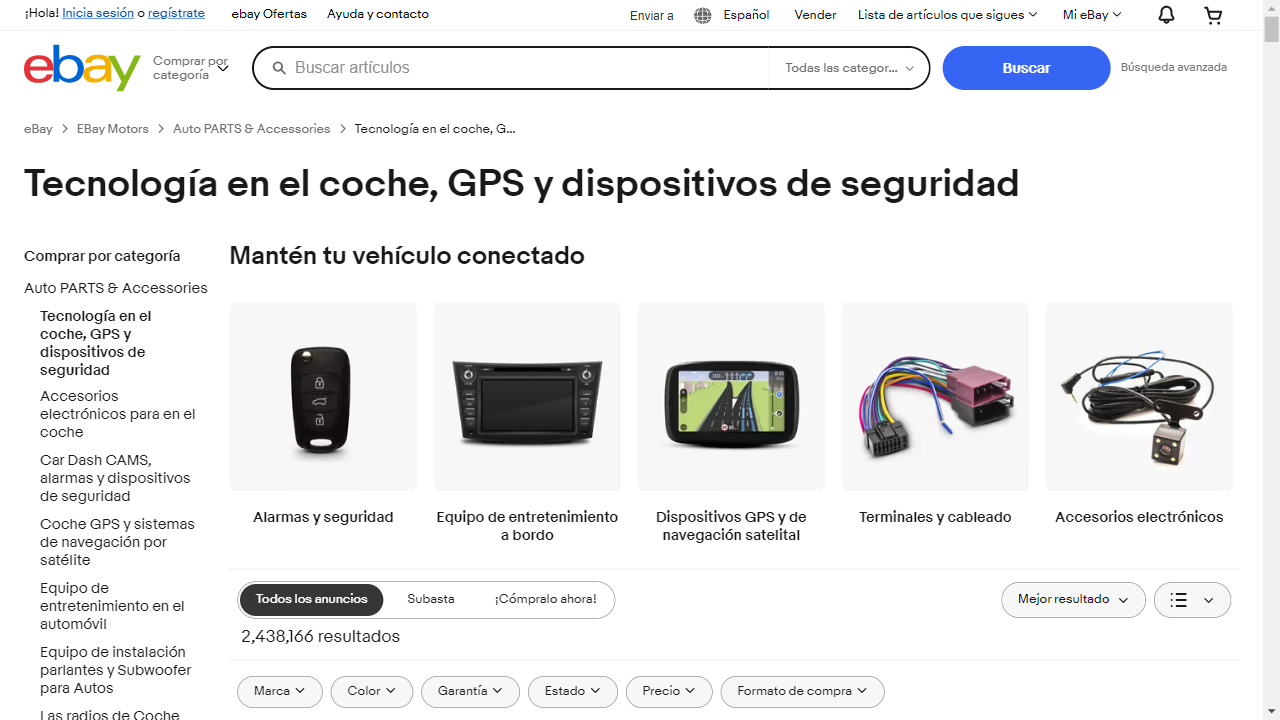 ¡Hola! Inicia sesión o regístrate
ebay Ofertas
Ayuda y contacto
Enviar a
Español
Vender
Lista de artículos que sigues
Mi eBay
ebay
Comprar por
categoría
Buscar artículos
Todas las categor...
Buscar
Búsqueda avanzada
eBay
EBay Motors
Auto PARTS & Accessories
Tecnología en el coche, G...
Tecnología en el coche, GPS y dispositivos de seguridad
Comprar por categoría
Auto PARTS & Accessories
Tecnología en el
coche, GPS y
dispositivos de
seguridad
Accesorios
electrónicos para en el
coche
Car Dash CAMS,
alarmas y dispositivos
de seguridad
Coche GPS y sistemas
de navegación por
satélite
Equipo de
entretenimiento en el
automóvil
Equipo de instalación
parlantes y Subwoofer
para Autos
Las radios de Coche
Mantén tu vehículo conectado
Alarmas y seguridad
Equipo de entretenimiento
a bordo
Dispositivos GPS y de
navegación satelital
Terminales y cableado
Accesorios electrónicos
Todos los anuncios
Subasta
¡Cómpralo ahora!
Mejor resultado
2,438,166 resultados
Marca
Color
Garantía
Estado
Precio
Formato de compra